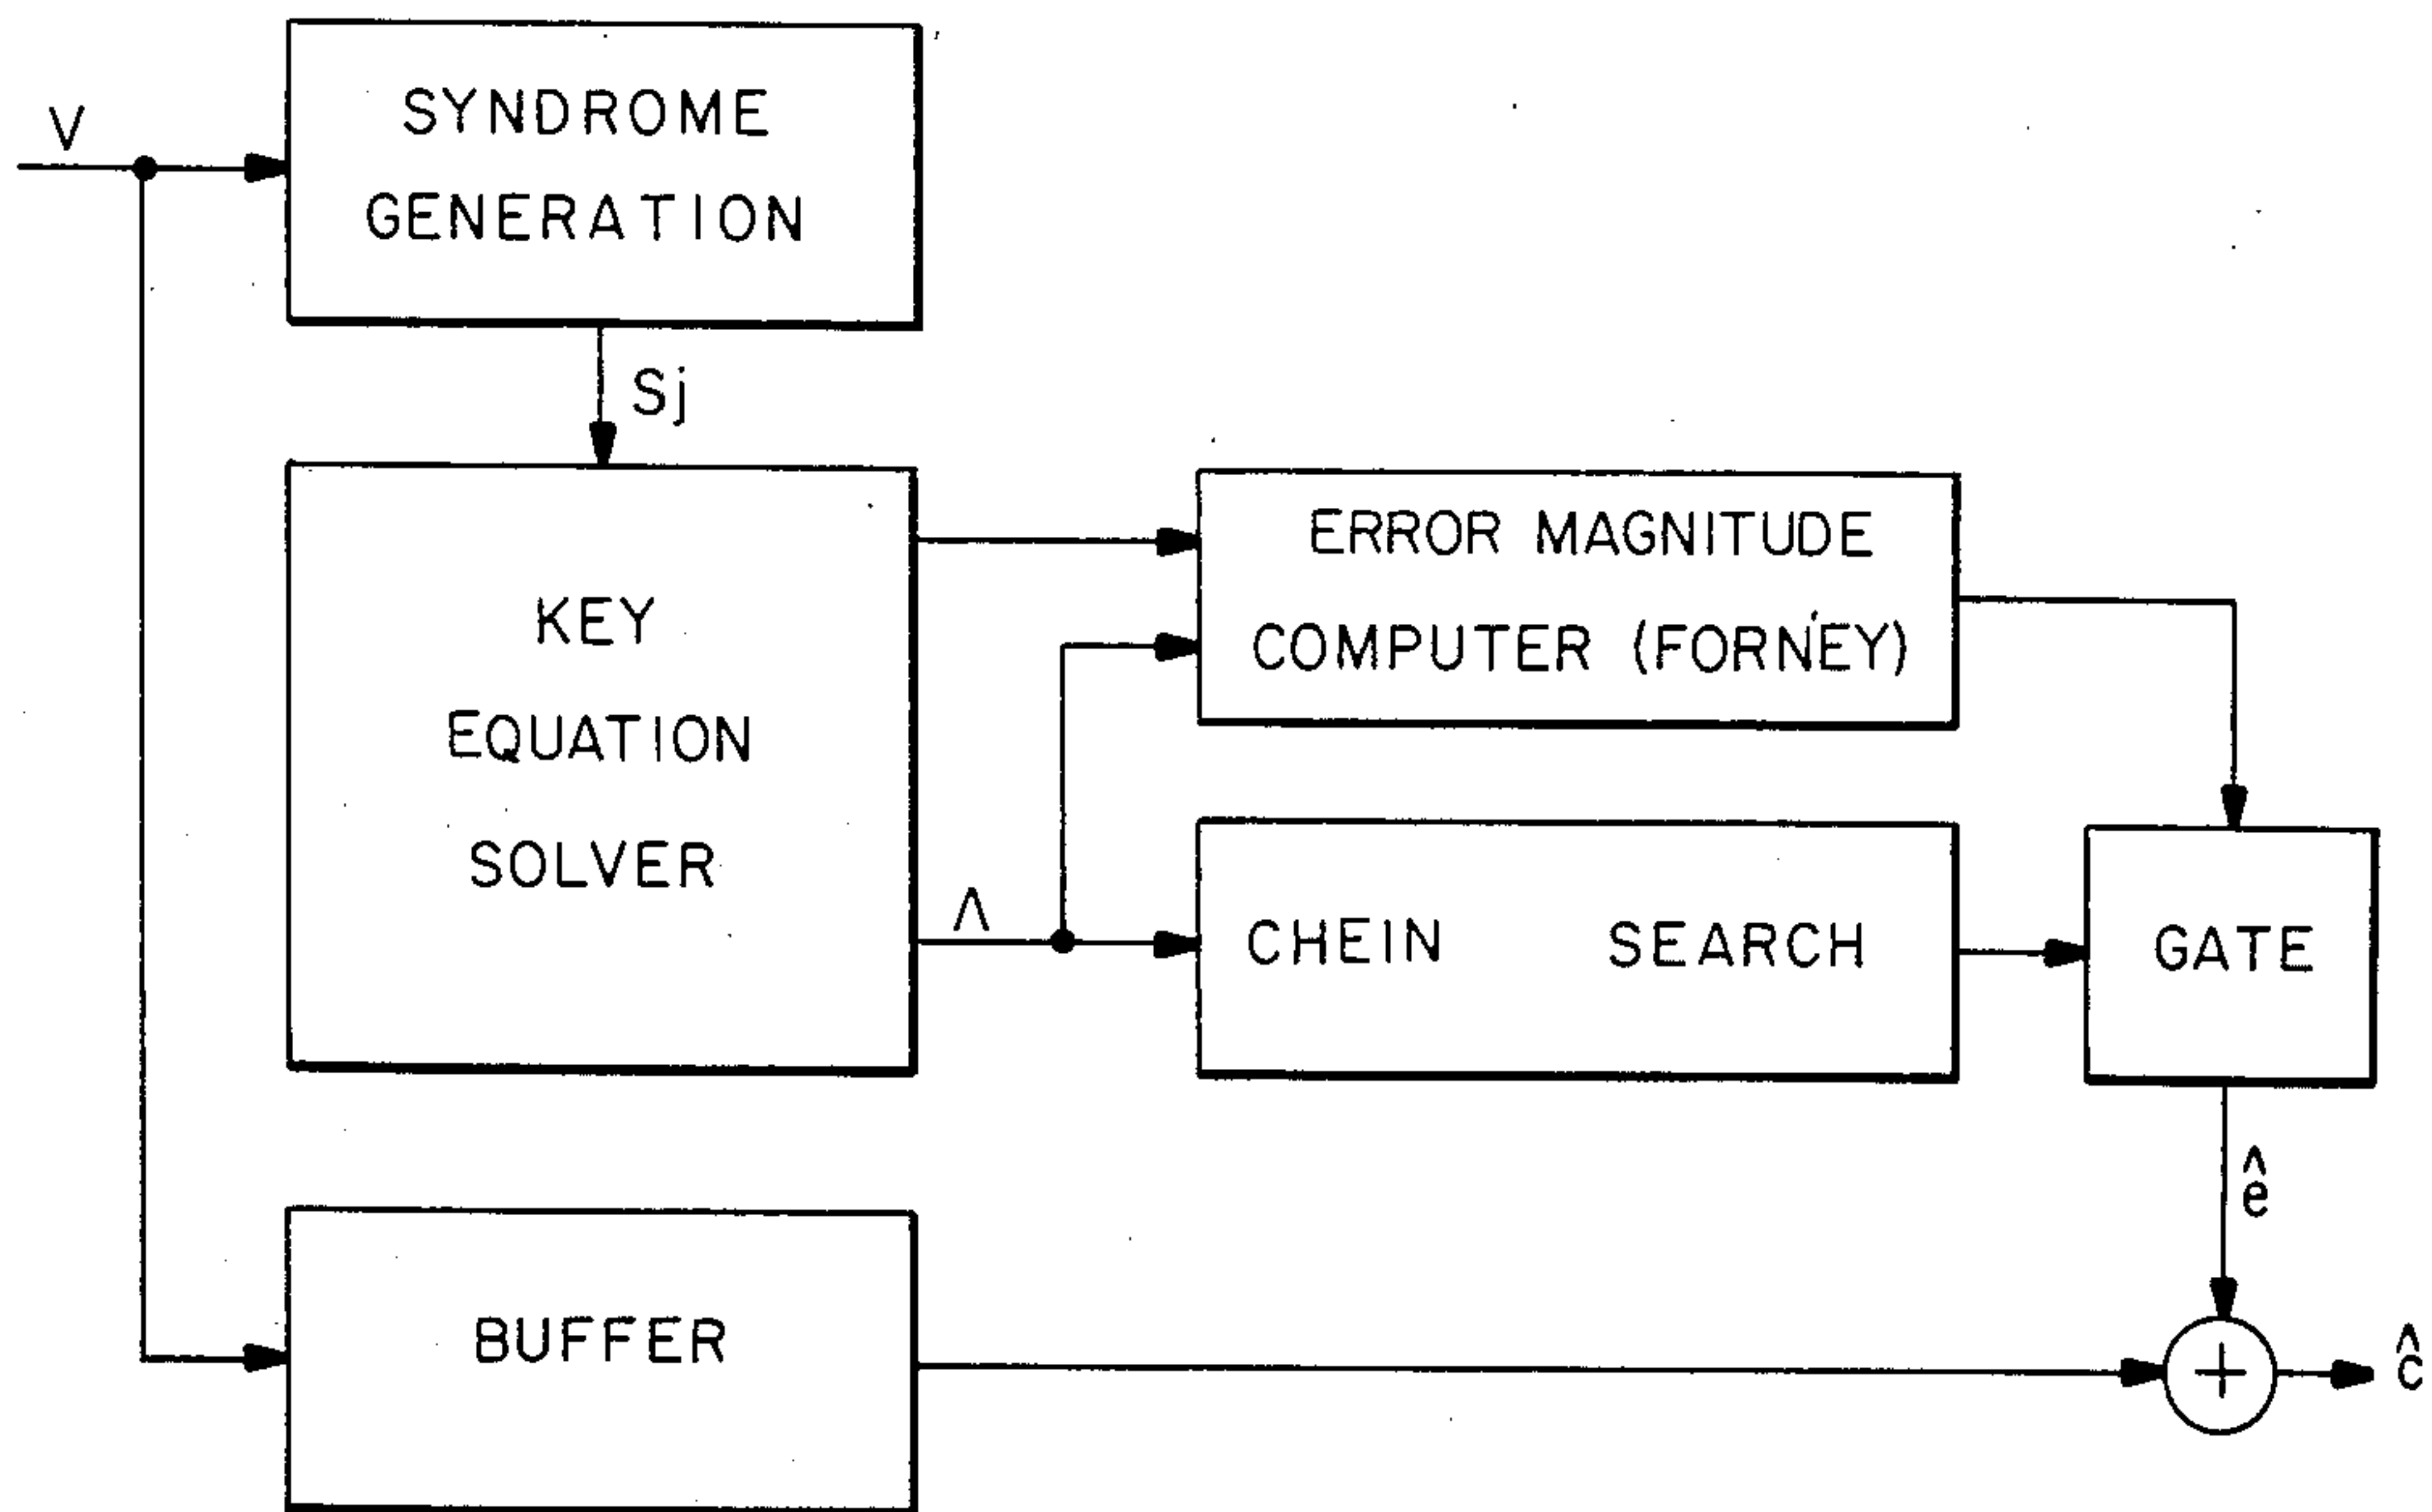 V
SYNDROME
GENERATION
Sj
KEY
EQUATION
SOLVER
ERROR MAGNITUDE
COMPUTER (FORNEY)
Λ
CHEIN SEARCH
GATE
ê
BUFFER
+
ĉ